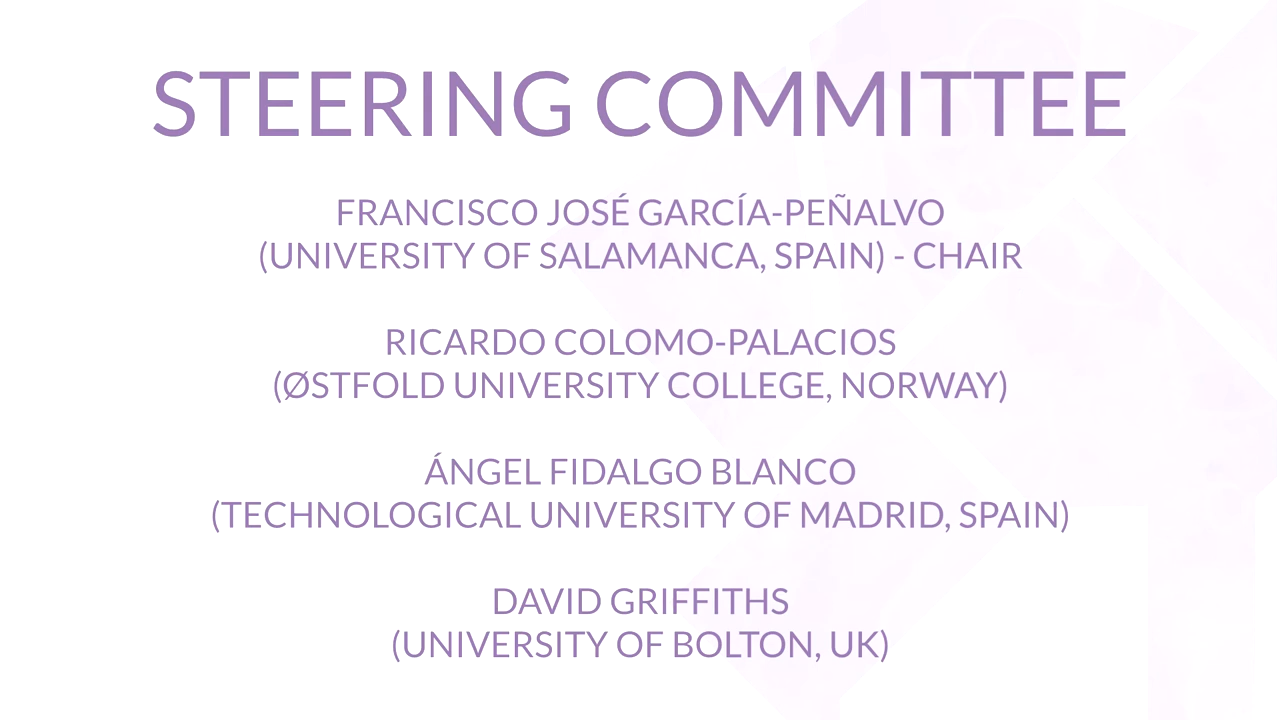 STEERING COMMITTEE
FRANCISCO JOSÉ GARCÍA-PEÑALVO
(UNIVERSITY OF SALAMANCA, SPAIN) - CHAIR
RICARDO COLOMO-PALACIOS
(ØSTFOLD UNIVERSITY COLLEGE, NORWAY)
ÁNGEL FIDALGO BLANCO
(TECHNOLOGICAL UNIVERSITY OF MADRID, SPAIN)
DAVID GRIFFITHS
(UNIVERSITY OF BOLTON, UK)